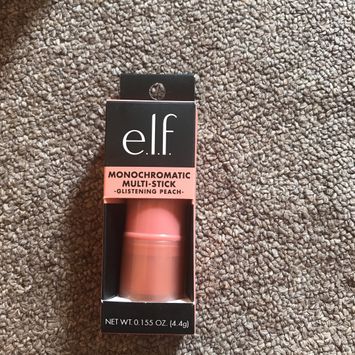 e.l.f.
MONOCHROMATIC
MULTI-STICK
-GLISTENING PEACH-
NET WT. 0.155 OZ. (4.4g)